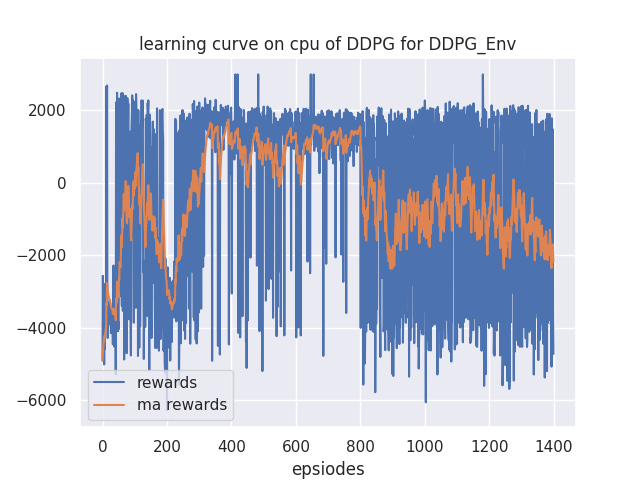 learning curve on cpu of DDPG for DDPG_Env
2000
0
−2000
−4000
−6000
rewards
ma rewards
0 200 400 600 800 1000 1200 1400
epsiodes